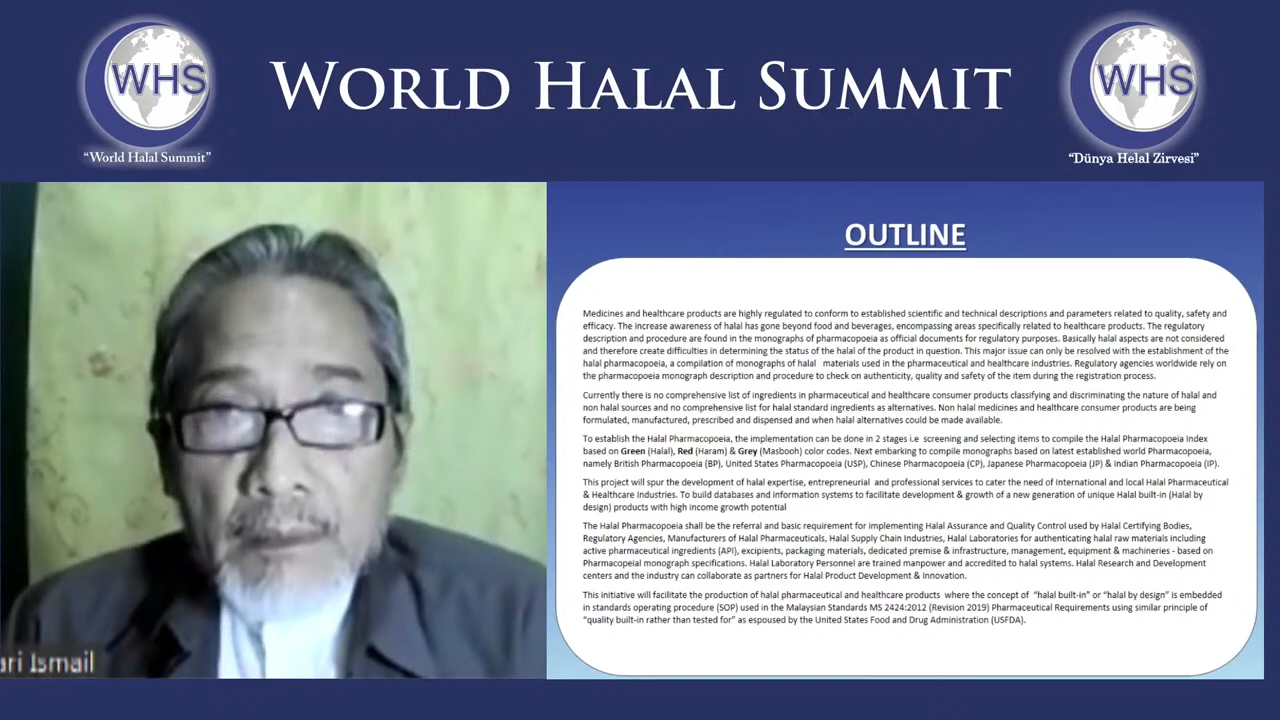 WHS
"World Halal Summit"
WORLD HALAL SUMMIT
WHS
"Dünya Helal Zirvesi"
OUTLINE
Medicines and healthcare products are highly regulated to conform to established scientific and technical descriptions and parameters related to quality, safety and
efficacy. The increase awareness of halal has gone beyond food and beverages, encompassing areas specifically related to healthcare products. The regulatory
description and procedure are found in the monographs of pharmacopoeia as official documents for regulatory purposes. Basically halal aspects are not considered
and therefore create difficulties in determining the status of the halal of the product in question. This major issue can only be resolved with the establishment of the
halal pharmacopoeia, a compilation of monographs of halal materials used in the pharmaceutical and healthcare industries. Regulatory agencies worldwide rely on
the pharmacopoeia monograph description and procedure to check on authenticity, quality and safety of the item during the registration process.
Currently there is no comprehensive list of ingredients in pharmaceutical and healthcare consumer products classifying and discriminating the nature of halal and
non halal sources and no comprehensive list for halal standard ingredients as alternatives. Non halal medicines and healthcare consumer products are being
formulated, manufactured, prescribed and dispensed and when halal alternatives could be made available.
To establish the Halal Pharmacopoeia, the implementation can be done in 2 stages i.e screening and selecting items to compile the Halal Pharmacopoeia Index
based on Green (Halal), Red (Haram) & Grey (Masbooh) color codes. Next embarking to compile monographs based on latest established world Pharmacopoeia,
namely British Pharmacopoeia (BP), United States Pharmacopoeia (USP), Chinese Pharmacopoeia (CP), Japanese Pharmacopoeia (JP) & Indian Pharmacopoeia (IP).
This project will spur the development of halal expertise, entrepreneurial and professional services to cater the need of International and local Halal Pharmaceutical
& Healthcare Industries. To build databases and information systems to facilitate development & growth of a new generation of unique Halal built-in (Halal by
design) products with high income growth potential
The Halal Pharmacopoeia shall be the referral and basic requirement for implementing Halal Assurance and Quality Control used by Halal Certifying Bodies,
Regulatory Agencies, Manufacturers of Halal Pharmaceuticals, Halal Supply Chain Industries, Halal Laboratories for authenticating halal raw materials including
active pharmaceutical ingredients (API), excipients, packaging materials, dedicated premise & infrastructure, management, equipment & machineries - based on
Pharmacopeial monograph specifications. Halal Laboratory Personnel are trained manpower and accredited to halal systems. Halal Research and Development
centers and the industry can collaborate as partners for Halal Product Development & Innovation.
This initiative will facilitate the production of halal pharmaceutical and healthcare products where the concept of "halal built-in" or "halal by design" is embedded
in standards operating procedure (SOP) used in the Malaysian Standards MS 2424:2012 (Revision 2019) Pharmaceutical Requirements using similar principle of
"quality built-in rather than tested for" as espoused by the United States Food and Drug Administration (USFDA).
ari Ismail